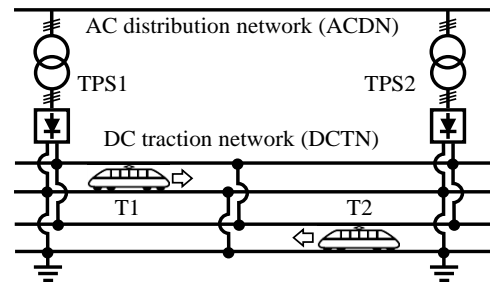 AC distribution network (ACDN)
TPS1
TPS2
DC traction network (DCTN)
T1
T2